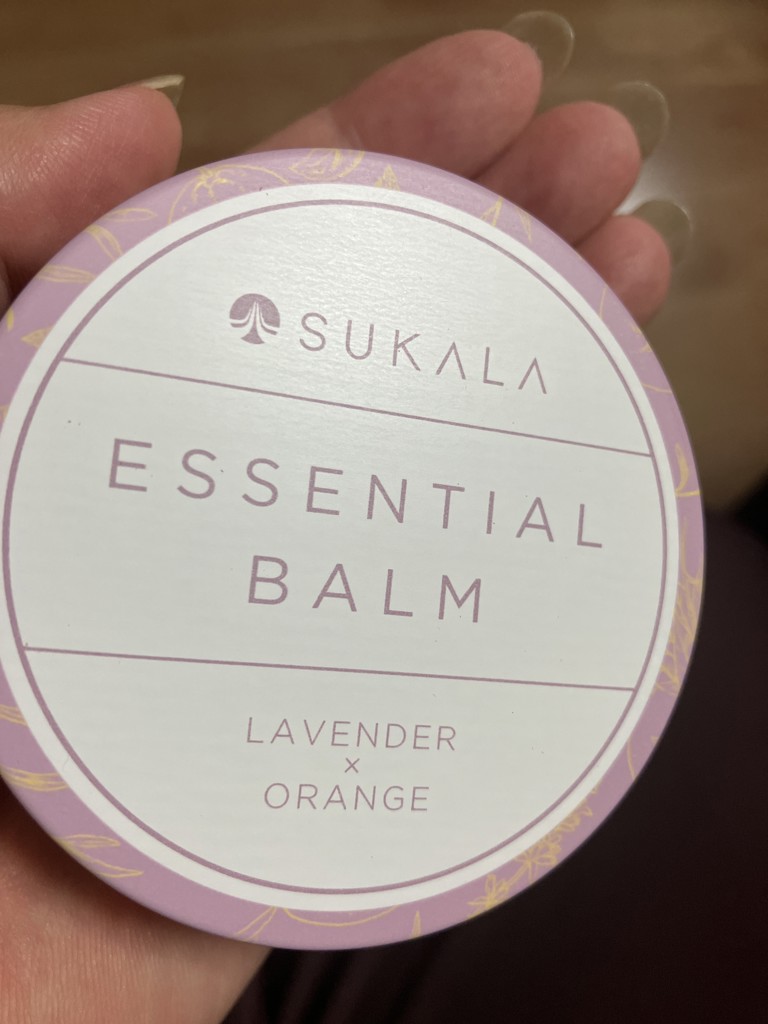 SUKALA
ESSENTIAL
BALM
LAVENDER
×
ORANGE